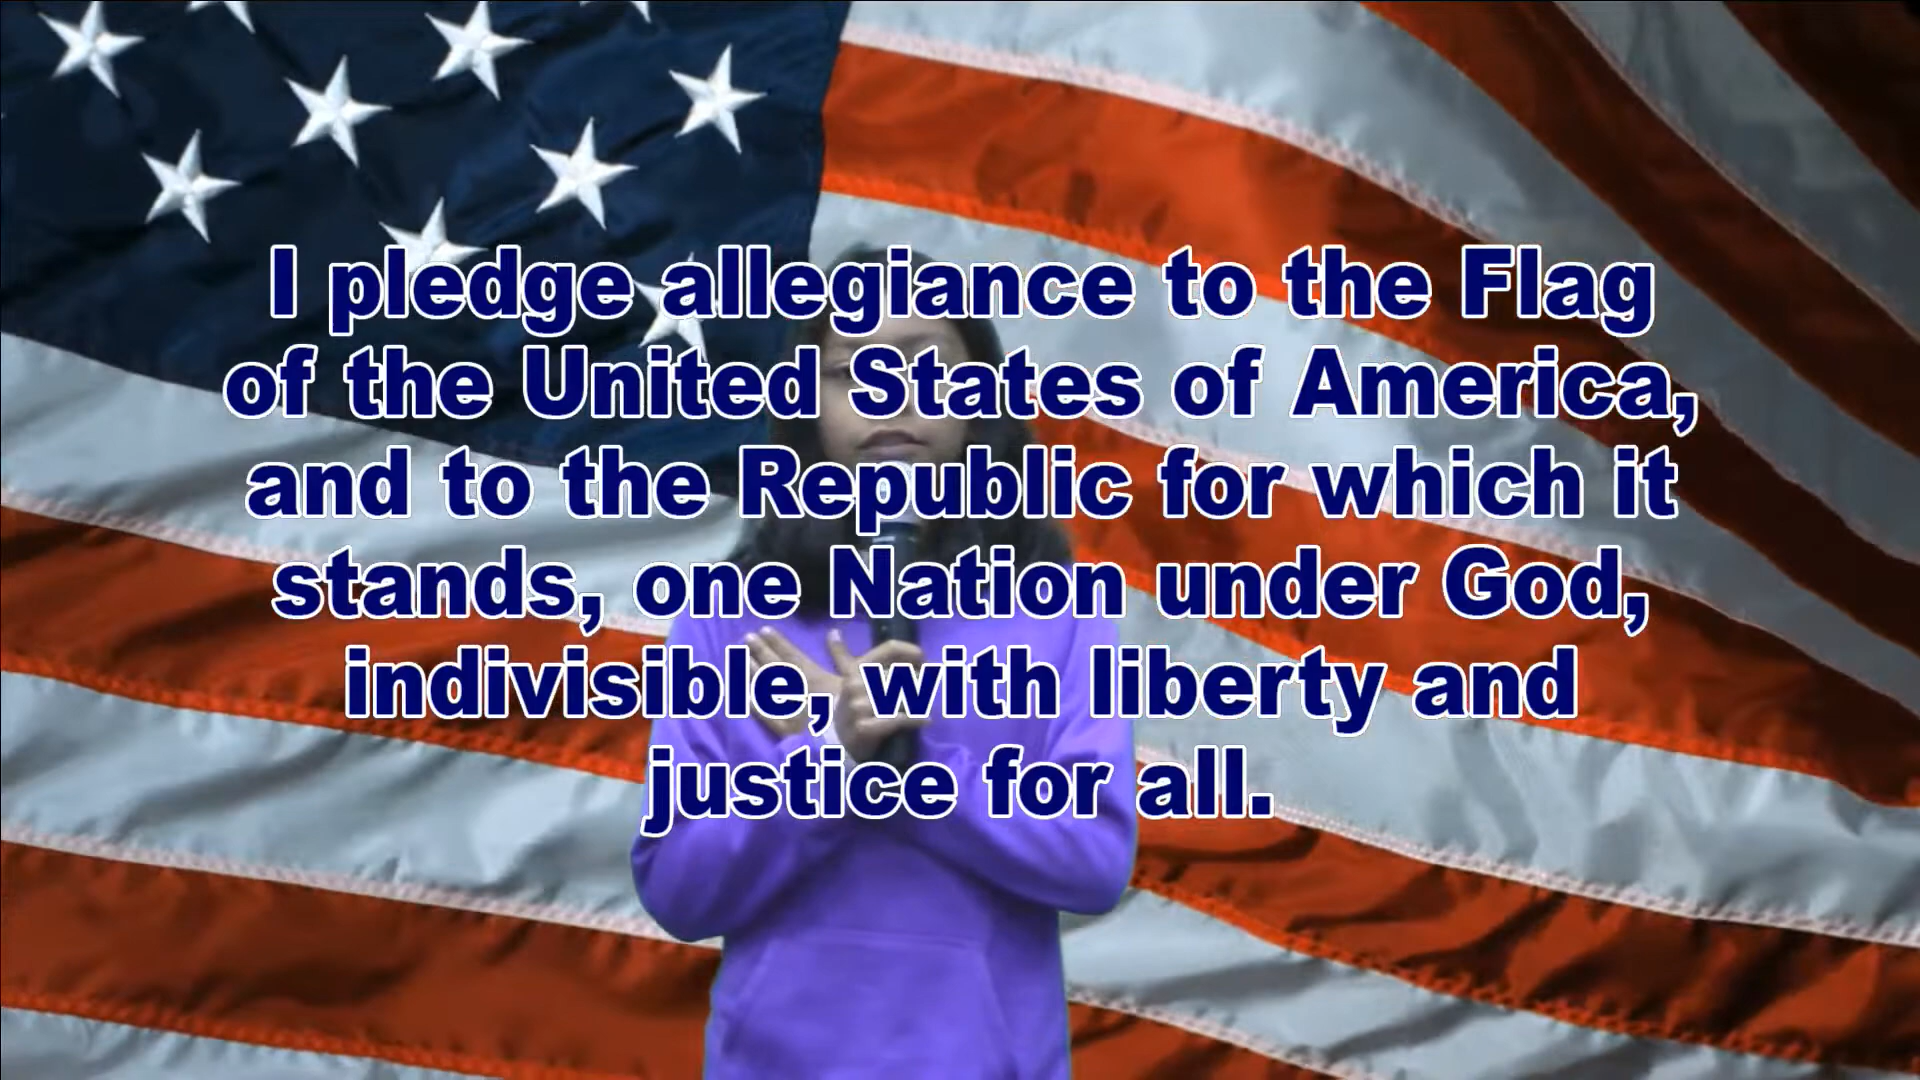 I pledge allegiance to the Flag
of the United States of America,
and to the Republic for which it
stands, one Nation under God,
indivisible, with liberty and
justice for all.